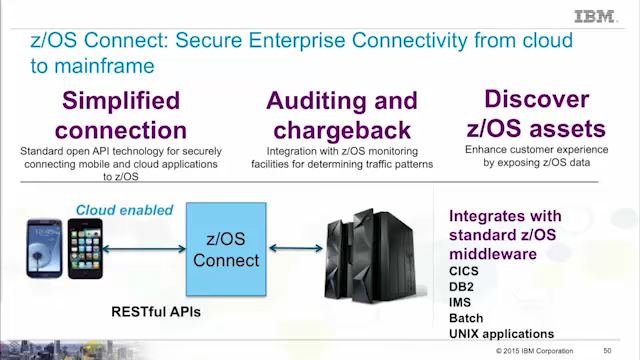 IBM
z/OS Connect: Secure Enterprise Connectivity from cloud
to mainframe
Simplified
connection
Standard open API technology for securely
connecting mobile and cloud applications
to z/OS
Auditing and
chargeback
Integration with z/OS monitoring
facilities for determining traffic patterns
Discover
z/OS assets
Enhance customer experience
by exposing z/OS data
Cloud enabled
z/OS
Connect
RESTful APIs
Integrates with
standard z/OS
middleware
CICS
DB2
IMS
Batch
UNIX applications
© 2015 IBM Corporation
50